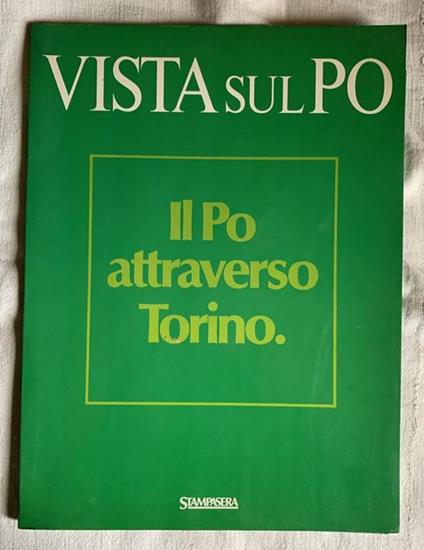 VISTA SUL PO
Il Po
attraverso
Torino.
STAMPASERA